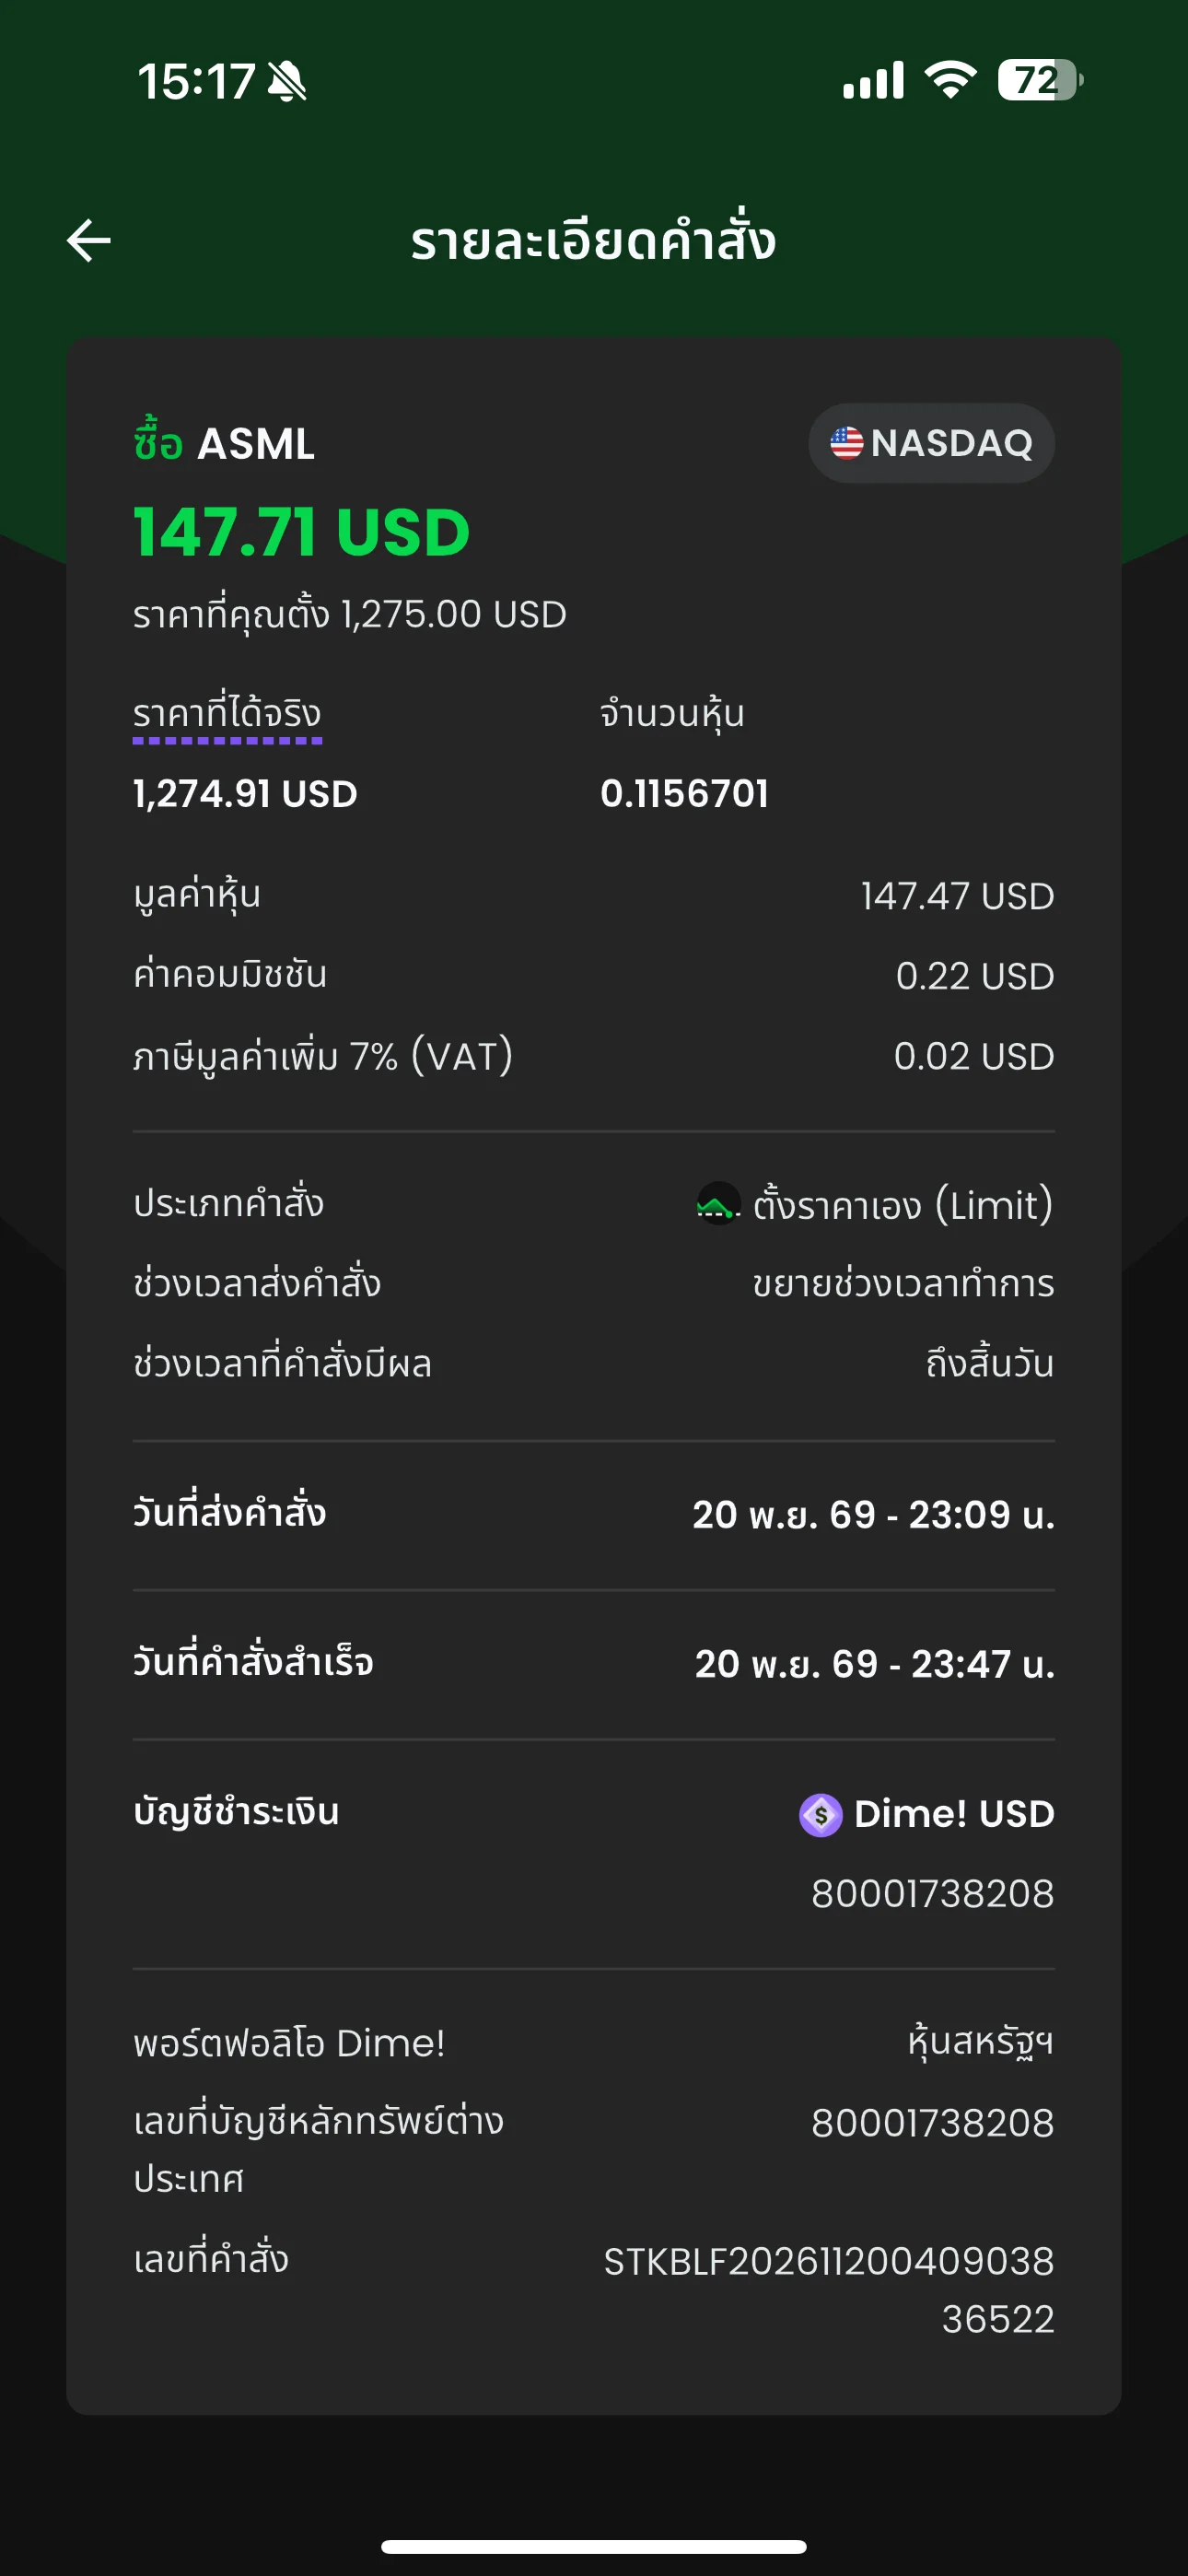 15:17
72
รายละเอียดคำสั่ง
ซื้อ ASML
NASDAQ
147.71 USD
ราคาที่คุณตั้ง 1,275.00 USD
ราคาที่ได้จริง จำนวนหุ้น
1,274.91 USD 0.1156701
มูลค่าหุ้น 147.47 USD
ค่าคอมมิชชัน 0.22 USD
ภาษีมูลค่าเพิ่ม 7% (VAT) 0.02 USD
ประเภทคำสั่ง ตั้งราคาเอง (Limit)
ช่วงเวลาส่งคำสั่ง ขยายช่วงเวลาทำการ
ช่วงเวลาที่คำสั่งมีผล ถึงสิ้นวัน
วันที่ส่งคำสั่ง 20 พ.ย. 69 - 23:09 น.
วันที่คำสั่งสำเร็จ 20 พ.ย. 69 - 23:47 น.
บัญชีชำระเงิน Dime! USD
80001738208
พอร์ตฟอลิโอ Dime! หุ้นสหรัฐฯ
เลขที่บัญชีหลักทรัพย์ต่าง 80001738208
ประเทศ
เลขที่คำสั่ง STKBLF202611200409038
36522